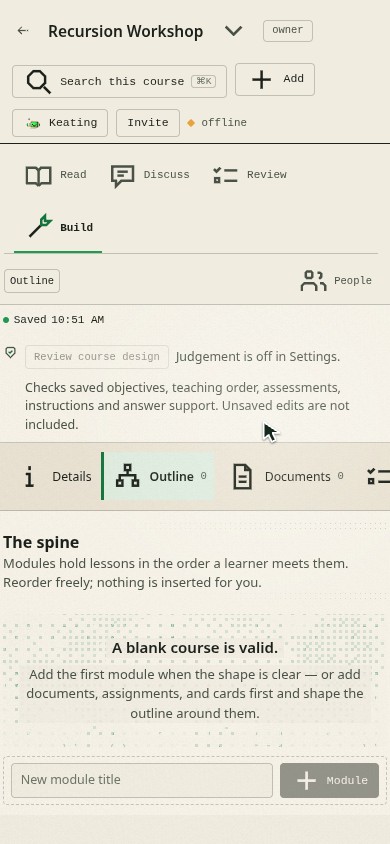 ← Recursion Workshop owner
Search this course ⌘K + Add
Keating Invite offline
Read Discuss Review
Build
Outline People
Saved 10:51 AM
Review course design Judgement is off in Settings.
Checks saved objectives, teaching order, assessments,
instructions and answer support. Unsaved edits are not
included.
Details Outline 0 Documents 0
The spine
Modules hold lessons in the order a learner meets them.
Reorder freely; nothing is inserted for you.
A blank course is valid.
Add the first module when the shape is clear — or add
documents, assignments, and cards first and shape the
outline around them.
New module title + Module